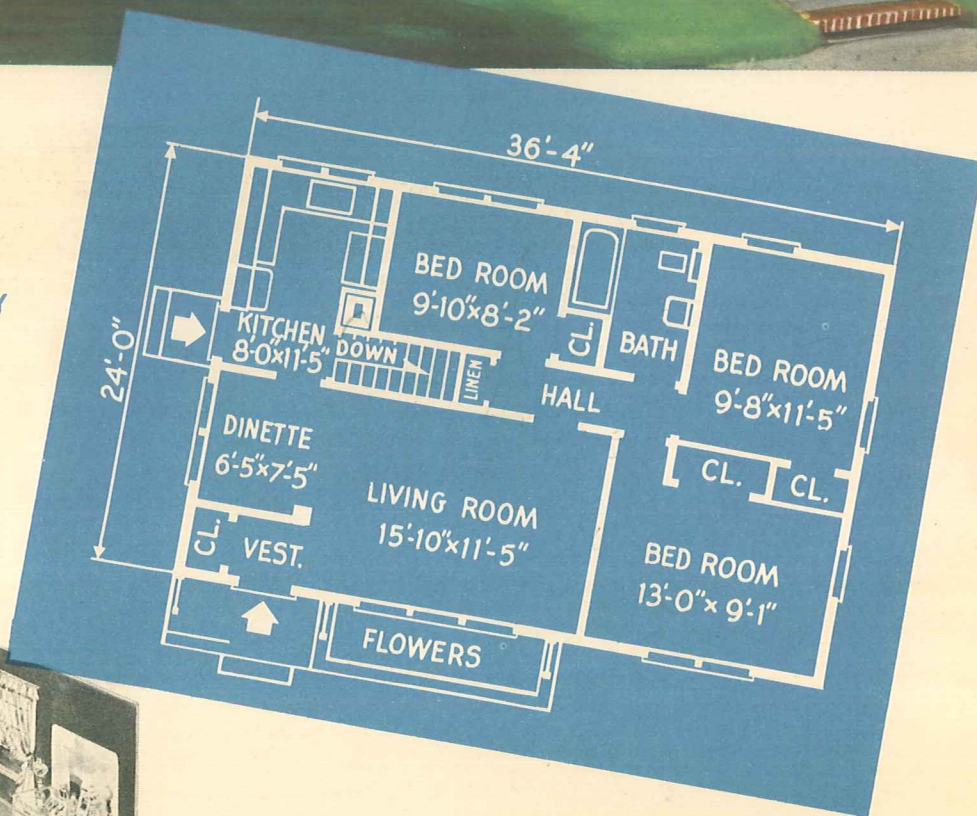 36'-4"
24'-0"
BED ROOM
9'-10"x8'-2"
KITCHEN
8'-0"x11'-5"
DOWN
LINEN
CL.
BATH
BED ROOM
9'-8"x11'-5"
HALL
DINETTE
6'-5"x7'-5"
LIVING ROOM
15'-10"x11'-5"
CL.
CL.
CL.
VEST.
BED ROOM
13'-0"x 9'-1"
FLOWERS